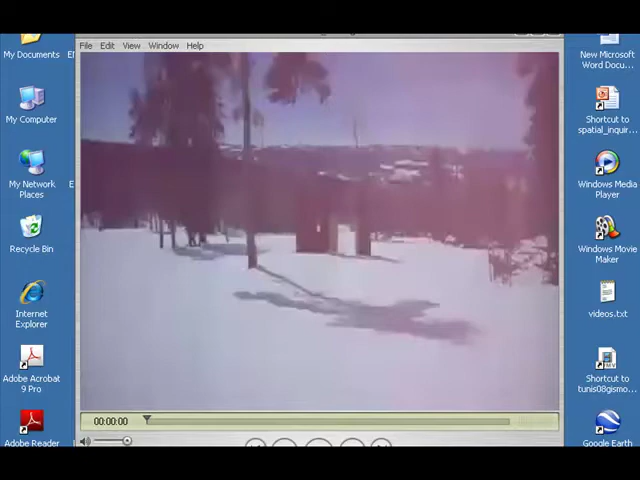 File Edit View Window Help
My Documents
My Computer
My Network
Places
Recycle Bin
Internet
Explorer
Adobe Acrobat
9 Pro
Adobe Reader
00:00:00
New Microsoft
Word Docu...
Shortcut to
spatial_inquir...
Windows Media
Player
Windows Movie
Maker
videos.txt
Shortcut to
tunis08gismo...
Google Earth